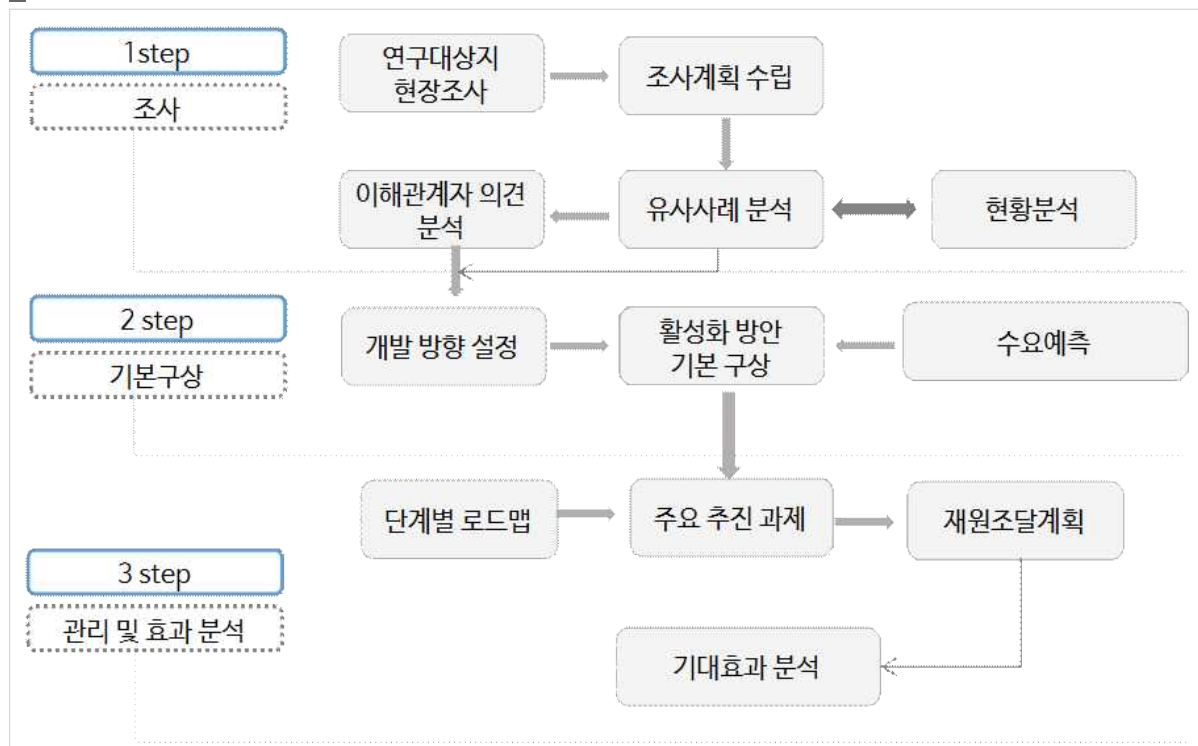 1step
조사
연구대상지
현장조사
조사계획 수립
이해관계자 의견
분석
유사사례 분석
현황분석
2 step
기본구상
개발 방향 설정
활성화 방안
기본 구상
수요예측
단계별 로드맵
주요 추진 과제
재원조달계획
3 step
관리 및 효과 분석
기대효과 분석